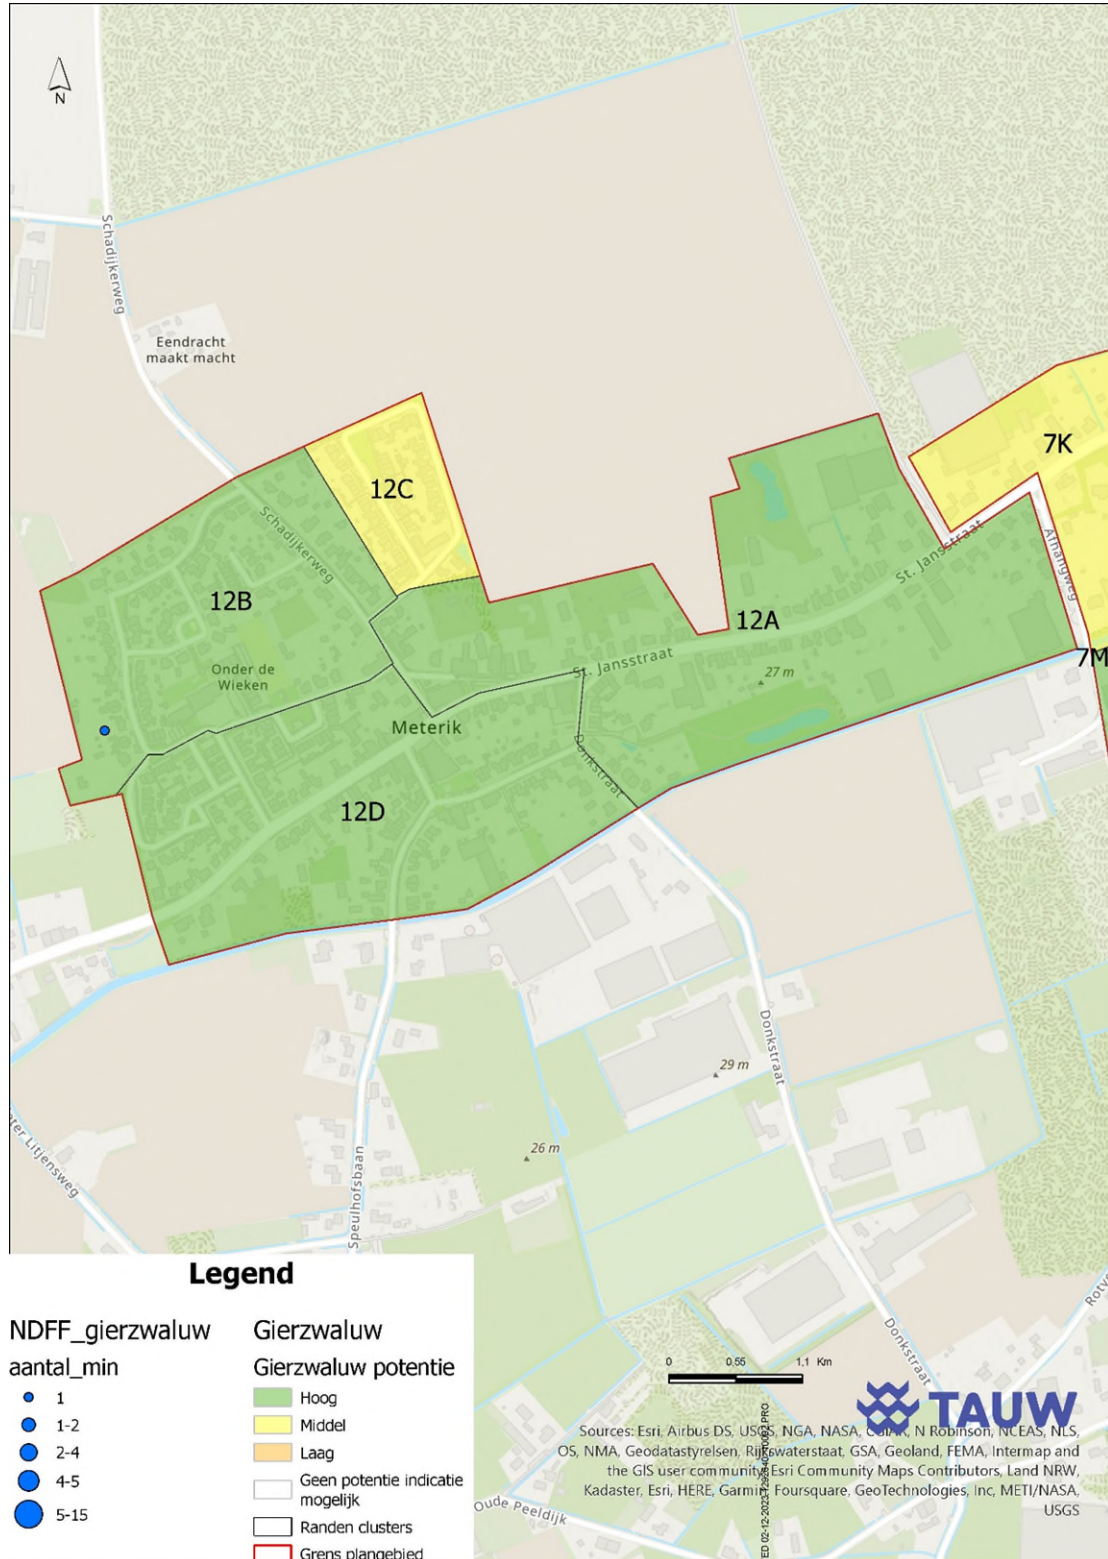 N
Schadijkerweg
Eendracht
maakt macht
7K
12C
Schadijkerweg
St. Jansstraat
Afhangweg
12B
12A
7M
Onder de
Wieken
St. Jansstraat
27 m
Meterik
Donkstraat
12D
Donkstraat
29 m
26 m
Litjensweg
Speulhofsbaan
Donkstraat
Legend
NDFF_gierzwaluw
aantal_min
1
1-2
2-4
4-5
5-15
Gierzwaluw
Gierzwaluw potentie
Hoog
Middel
Laag
Geen potentie indicatie
mogelijk
Randen clusters
Grens plangebied
0 0,55 1,1 Km
TAUW
Sources: Esri, Airbus DS, USGS, NGA, NASA, CGIAR, N Robinson, NCEAS, NLS,
OS, NMA, Geodatastyrelsen, Rijkswaterstaat, GSA, Geoland, FEMA, Intermap and
the GIS user community, Esri Community Maps Contributors, Land NRW,
Kadaster, Esri, HERE, Garmin, Foursquare, GeoTechnologies, Inc, METI/NASA,
USGS
Oude Peeldijk